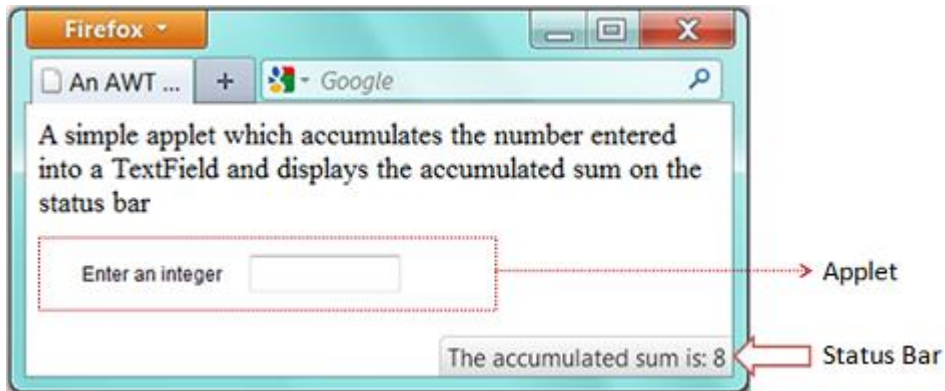 Firefox
An AWT ...
Google
A simple applet which accumulates the number entered
into a TextField and displays the accumulated sum on the
status bar
Enter an integer
Applet
The accumulated sum is: 8
Status Bar